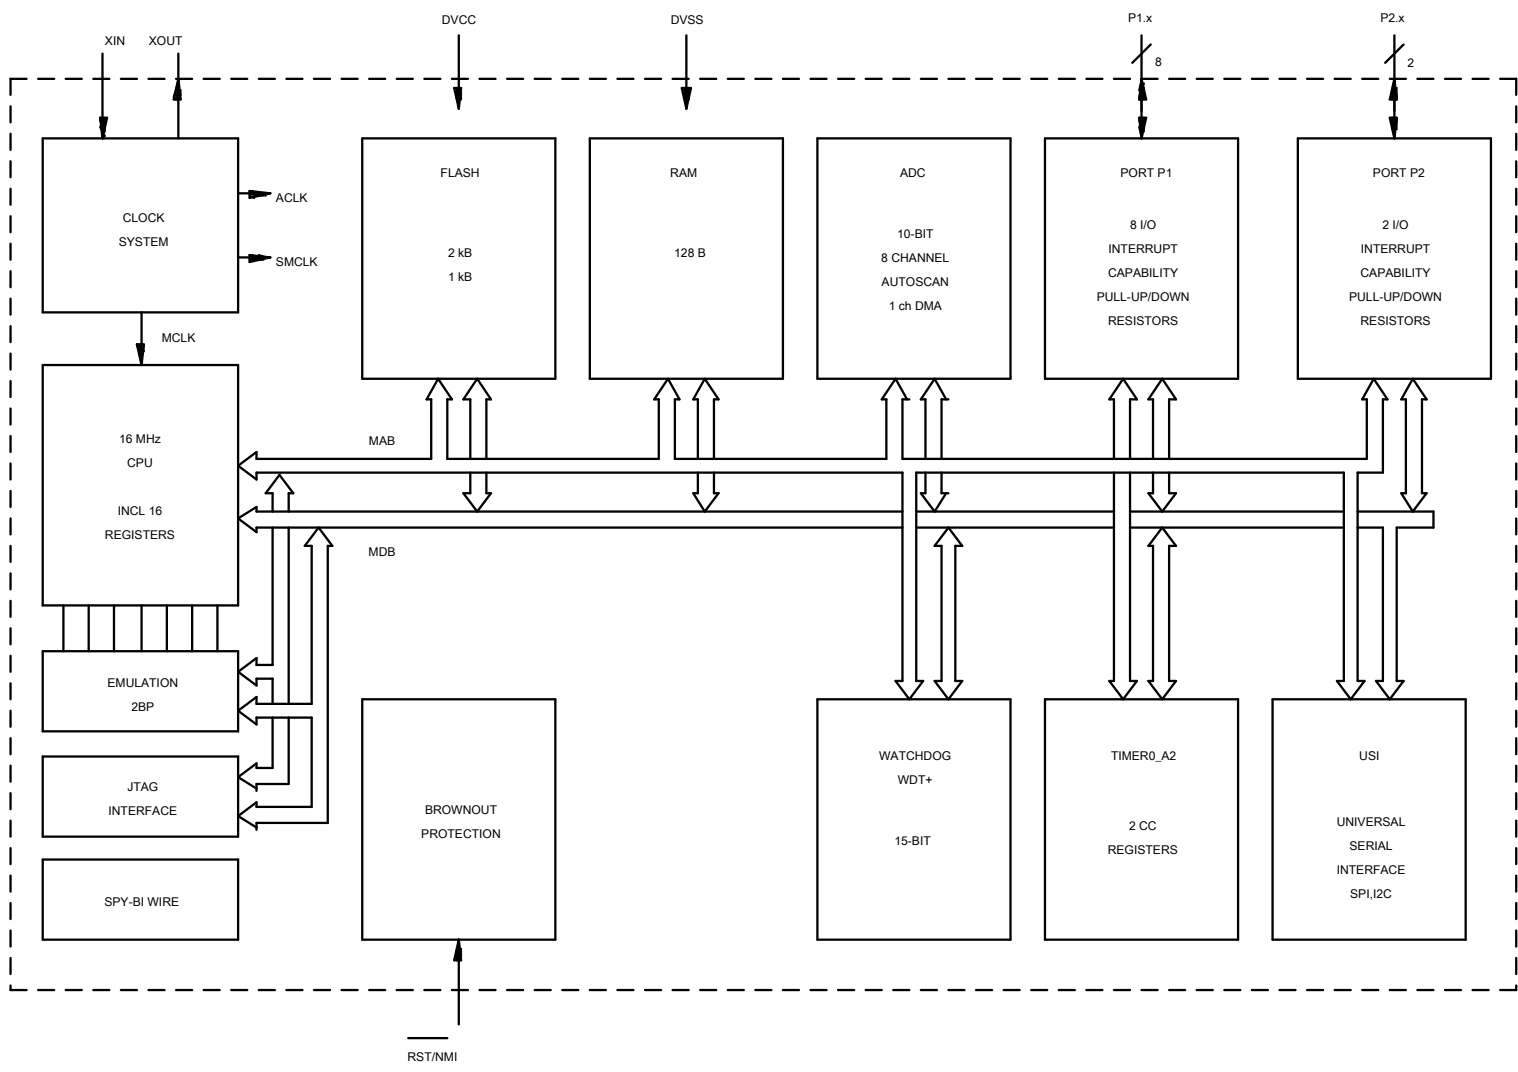 DVCC
DVSS
P1.x
P2.x
XIN
XOUT
8
2
CLOCK
SYSTEM
ACLK
SMCLK
MCLK
FLASH
2 kB
1 kB
RAM
128 B
ADC
10-BIT
8 CHANNEL
AUTOSCAN
1 ch DMA
PORT P1
8 I/O
INTERRUPT
CAPABILITY
PULL-UP/DOWN
RESISTORS
PORT P2
2 I/O
INTERRUPT
CAPABILITY
PULL-UP/DOWN
RESISTORS
16 MHz
CPU
INCL 16
REGISTERS
MAB
MDB
EMULATION
2BP
JTAG
INTERFACE
SPY-BI WIRE
BROWNOUT
PROTECTION
WATCHDOG
WDT+
15-BIT
TIMER0_A2
2 CC
REGISTERS
USI
UNIVERSAL
SERIAL
INTERFACE
SPI,I2C
RST/NMI